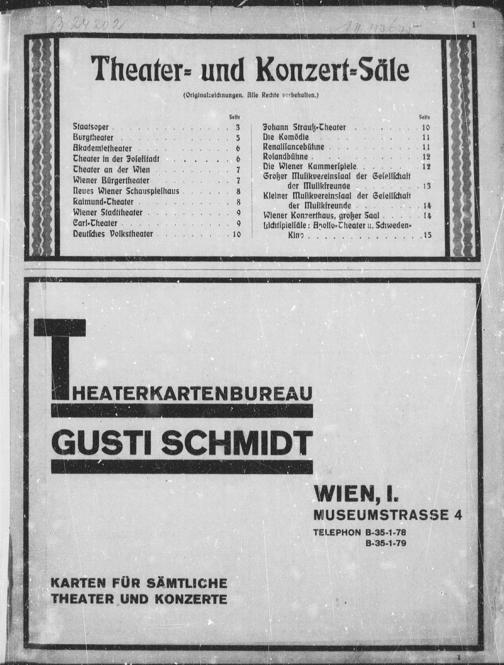 1
Theater= und Konzert=Säle
(Originalzeichnungen. Alle Rechte vorbehalten.)
Seite
Staatsoper . . . . . . . . . . . 3
Burgtheater . . . . . . . . . . 5
Akademietheater . . . . . . . . 6
Theater in der Josefstadt . . . . . . 6
Theater an der Wien . . . . . . . 7
Wiener Bürgertheater . . . . . . . 7
Neues Wiener Schauspielhaus . . . . . 8
Raimund=Theater . . . . . . . . 8
Wiener Stadttheater . . . . . . . 9
Carl=Theater . . . . . . . . . . 9
Deutsches Volkstheater . . . . . . . 10
Seite
Johann Strauß=Theater . . . . . . . 10
Die Komödie . . . . . . . . . . 11
Renaissancebühne . . . . . . . . 11
Rolandbühne . . . . . . . . . . 12
Die Wiener Kammerspiele . . . . . . 12
Großer Musikvereinssaal der Gesellschaft
der Musikfreunde . . . . . . . 13
Kleiner Musikvereinssaal der Gesellschaft
der Musikfreunde . . . . . . . 14
Wiener Konzerthaus, großer Saal . . . . 14
Lichtspielsäle: Apollo=Theater u. Schweden=
Kino . . . . . . . . . . . 15
THEATERKARTENBUREAU
GUSTI SCHMIDT
WIEN, I.
MUSEUMSTRASSE 4
TELEPHON B-35-1-78
B-35-1-79
KARTEN FÜR SÄMTLICHE
THEATER UND KONZERTE